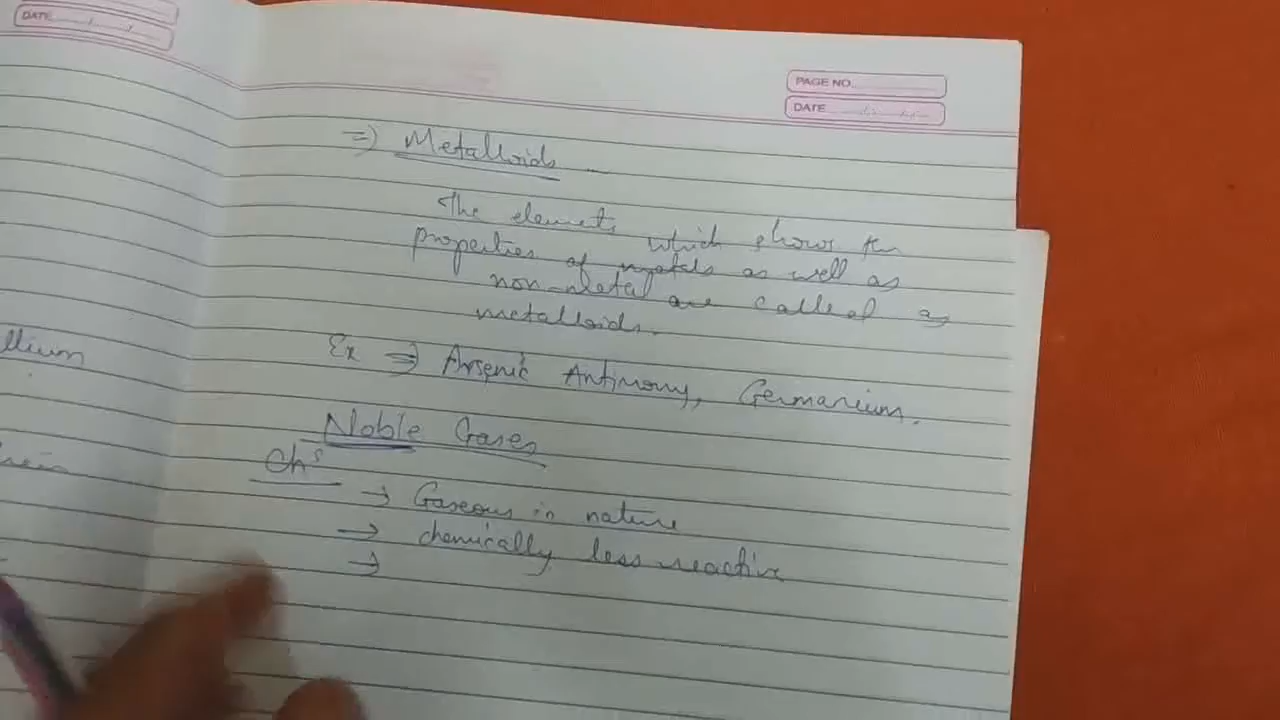 DATE
PAGE NO.
DATE
=) Metalloids
The elements which shows the
properties of metals as well as
non-metal are called as
metalloids.
Ex => Arsenic Antimony, Germanium.
Noble Gases
Chs
→ Gaseous in nature
→ chemically less reactive
→
llium